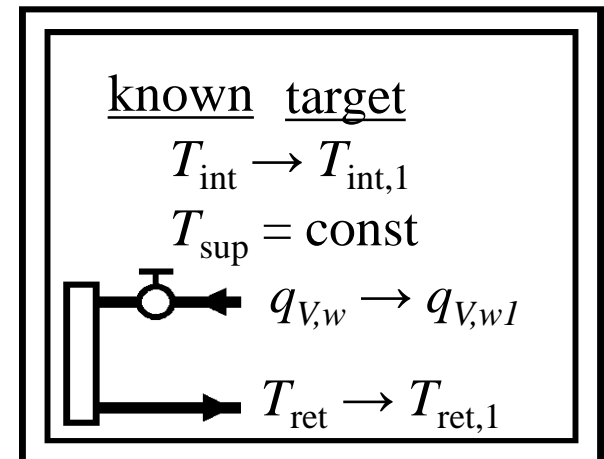 known target
T_int → T_int,1
T_sup = const
q_V,w → q_V,w1
T_ret → T_ret,1